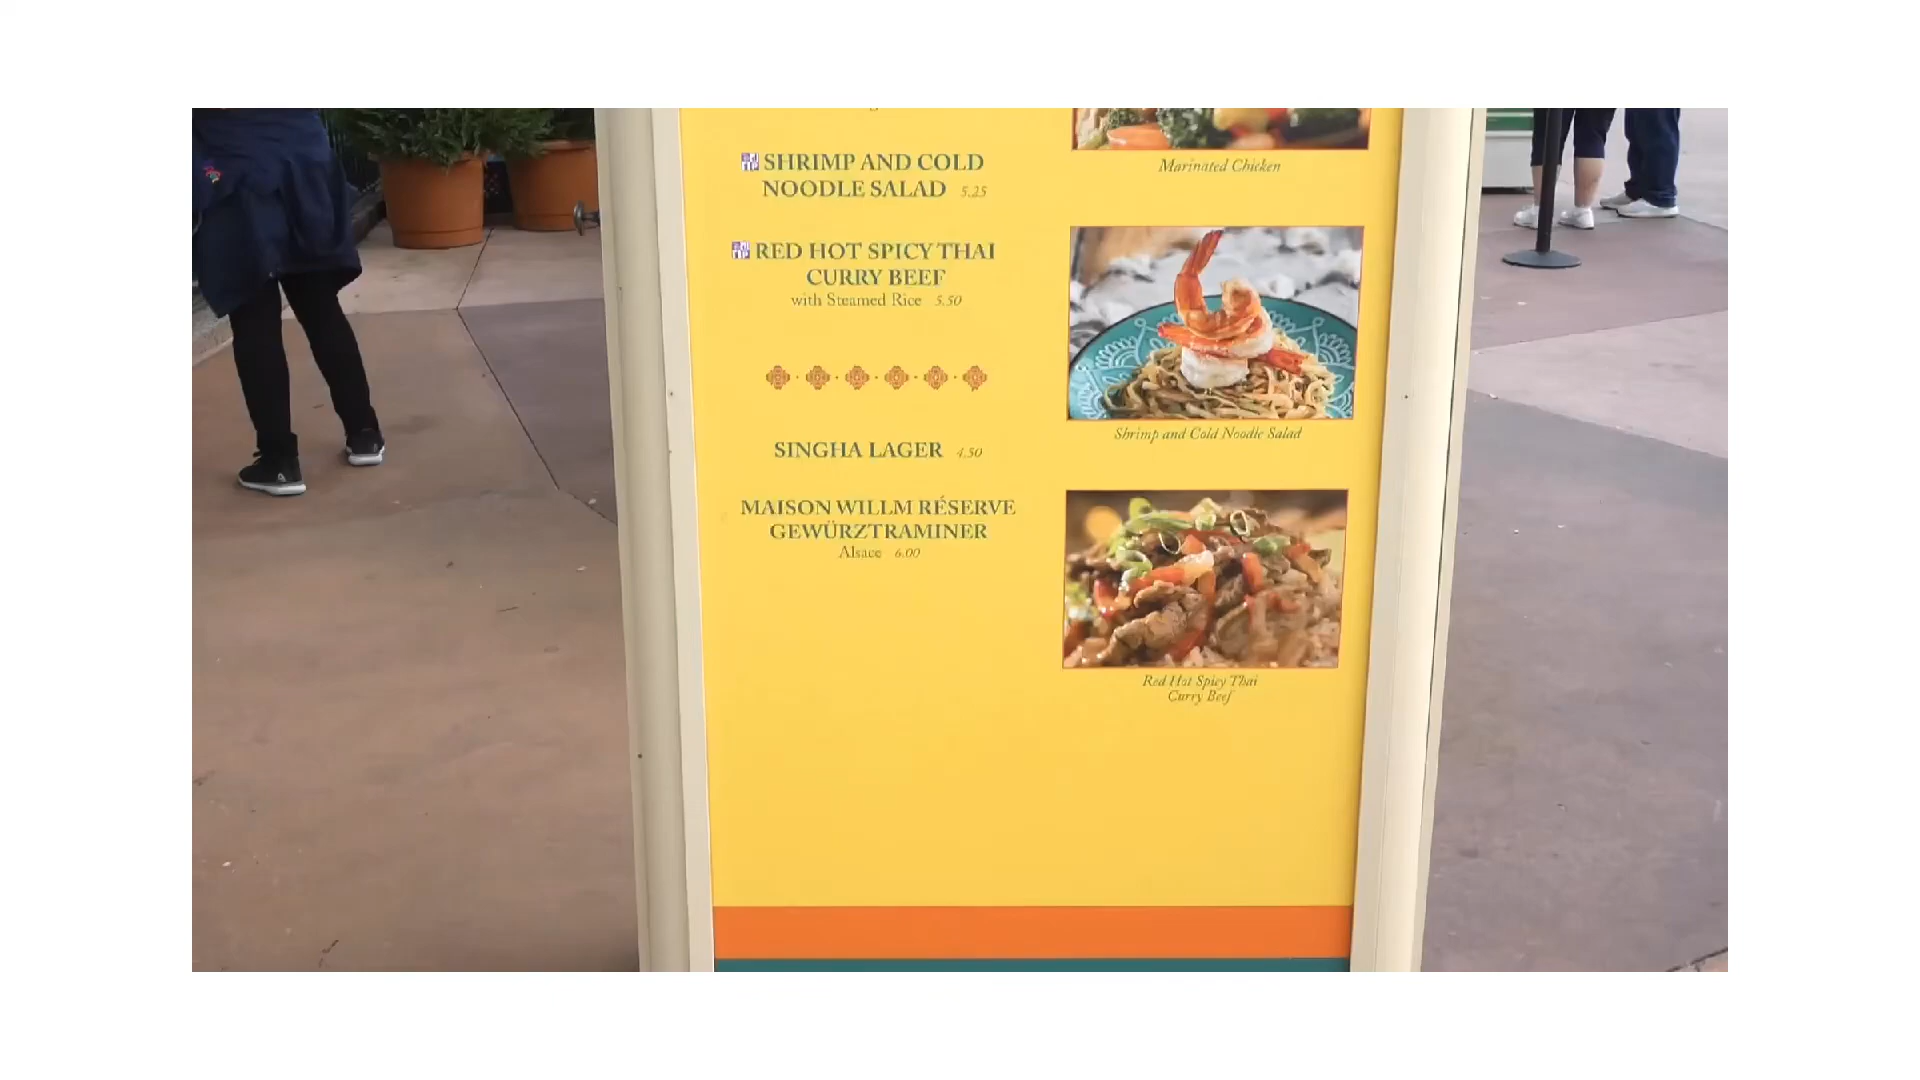 SHRIMP AND COLD
NOODLE SALAD 5.25
RED HOT SPICY THAI
CURRY BEEF
with Steamed Rice 5.50
SINGHA LAGER 4.50
MAISON WILLM RÉSERVE
GEWÜRZTRAMINER
Alsace 6.00
Marinated Chicken
Shrimp and Cold Noodle Salad
Red Hot Spicy Thai
Curry Beef